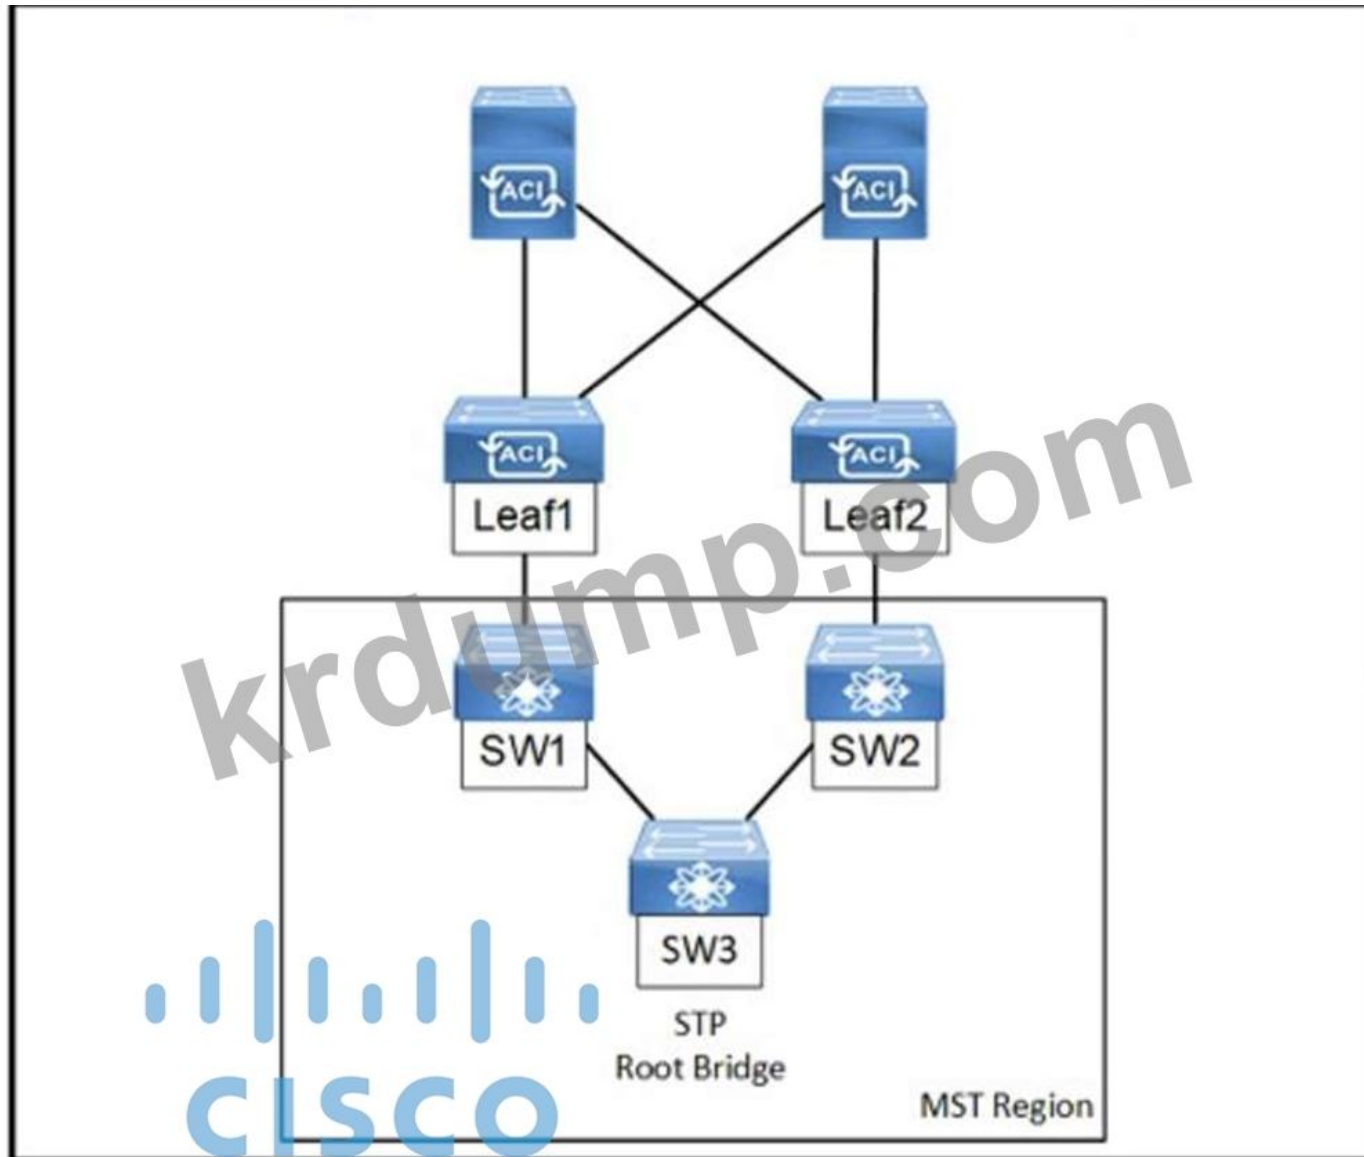 ACI
ACI
ACI
ACI
Leaf1
Leaf2
krdump.com
SW1
SW2
SW3
STP
Root Bridge
MST Region
CISCO